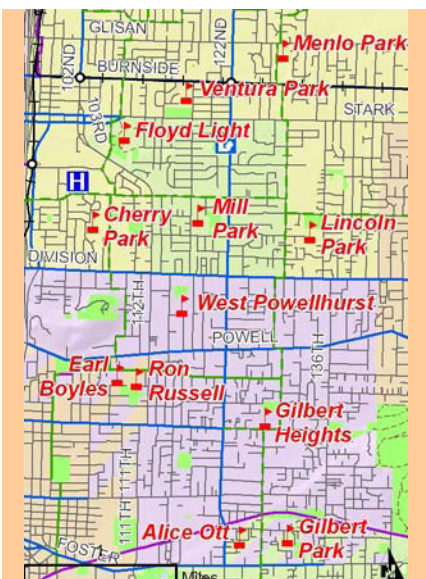 GLISAN
122ND
102ND
Menlo Park
BURNSIDE
Ventura Park
STARK
103RD
Floyd Light
H
Cherry
Park
Mill
Park
Lincoln
Park
DIVISION
112TH
West Powellhurst
POWELL
136TH
Earl
Boyles
Ron
Russell
Gilbert
Heights
111TH 111TH
Alice Ott
Gilbert
Park
FOSTER
Miles